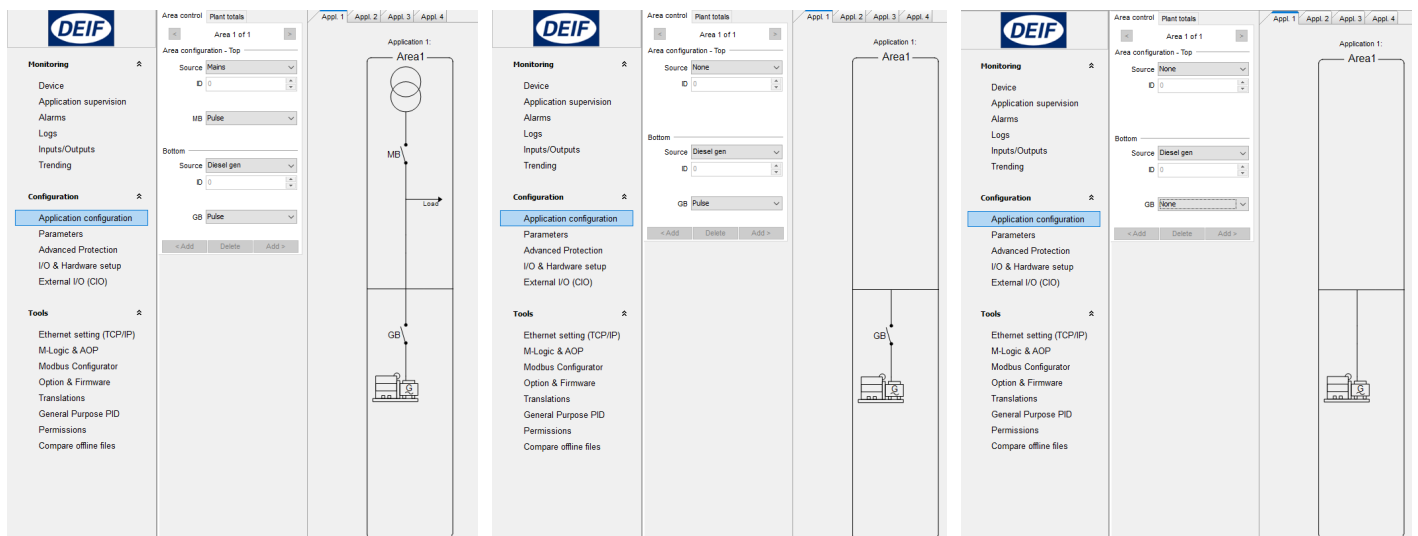 DEIF
Monitoring
Device
Application supervision
Alarms
Logs
Inputs/Outputs
Trending
Configuration
Application configuration
Parameters
Advanced Protection
I/O & Hardware setup
External I/O (CIO)
Tools
Ethernet setting (TCP/IP)
M-Logic & AOP
Modbus Configurator
Option & Firmware
Translations
General Purpose PID
Permissions
Compare offline files
Area control Plant totals
< Area 1 of 1 >
Area configuration - Top
Source Mains
ID 0
MB Pulse
Bottom
Source Diesel gen
ID 0
GB Pulse
< Add Delete Add >
Appl. 1 Appl. 2 Appl. 3 Appl. 4
Application 1:
Area1
MB
Load
GB
G
DEIF
Monitoring
Device
Application supervision
Alarms
Logs
Inputs/Outputs
Trending
Configuration
Application configuration
Parameters
Advanced Protection
I/O & Hardware setup
External I/O (CIO)
Tools
Ethernet setting (TCP/IP)
M-Logic & AOP
Modbus Configurator
Option & Firmware
Translations
General Purpose PID
Permissions
Compare offline files
Area control Plant totals
< Area 1 of 1 >
Area configuration - Top
Source None
ID 0
Bottom
Source Diesel gen
ID 0
GB Pulse
< Add Delete Add >
Appl. 1 Appl. 2 Appl. 3 Appl. 4
Application 1:
Area1
GB
G
DEIF
Monitoring
Device
Application supervision
Alarms
Logs
Inputs/Outputs
Trending
Configuration
Application configuration
Parameters
Advanced Protection
I/O & Hardware setup
External I/O (CIO)
Tools
Ethernet setting (TCP/IP)
M-Logic & AOP
Modbus Configurator
Option & Firmware
Translations
General Purpose PID
Permissions
Compare offline files
Area control Plant totals
< Area 1 of 1 >
Area configuration - Top
Source None
ID 0
Bottom
Source Diesel gen
ID 0
GB None
< Add Delete Add >
Appl. 1 Appl. 2 Appl. 3 Appl. 4
Application 1:
Area1
G